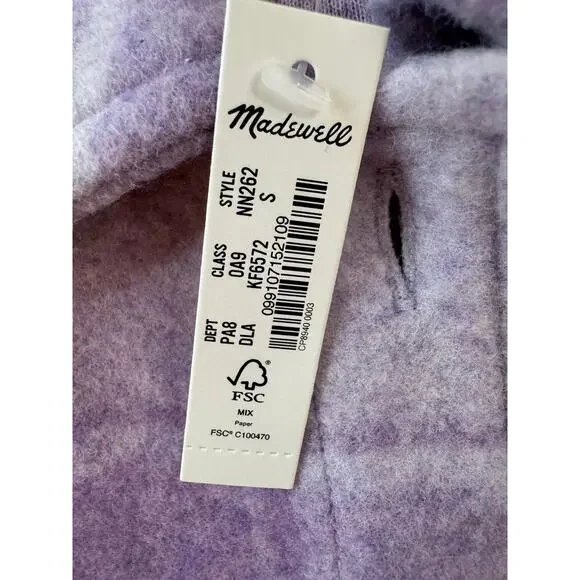 Madewell
DEPT CLASS STYLE
PA8 0A9 NN262
DLA KF6572 S
099107152109
CP8940 0003
FSC®
MIX
Paper
FSC® C100470